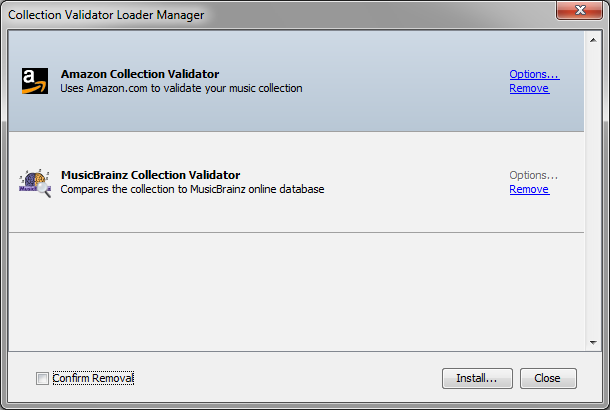 Collection Validator Loader Manager
Amazon Collection Validator
Options...
Uses Amazon.com to validate your music collection
Remove
MusicBrainz Collection Validator
Options...
Compares the collection to MusicBrainz online database
Remove
Confirm Removal
Install...
Close